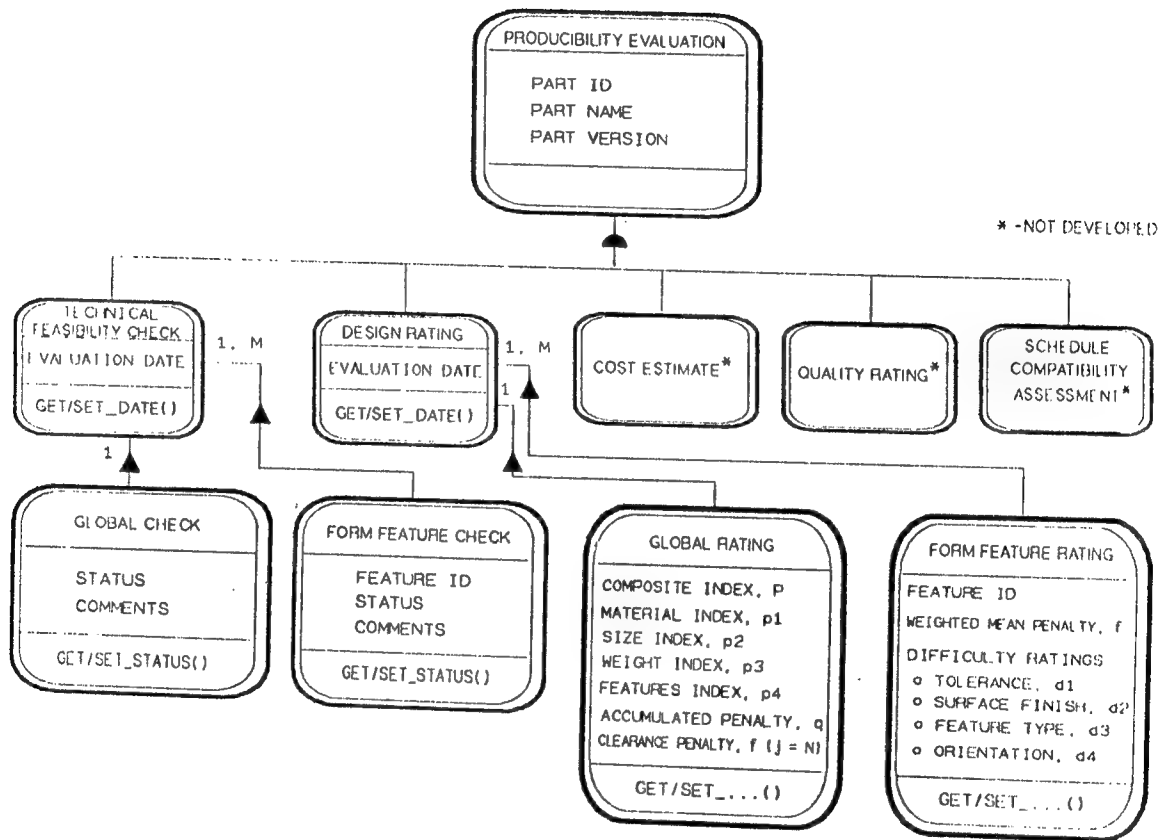 PRODUCIBILITY EVALUATION
PART ID
PART NAME
PART VERSION
* -NOT DEVELOPED
TECHNICAL
FEASIBILITY CHECK
EVALUATION DATE
GET/SET_DATE()
1, M
DESIGN RATING
EVALUATION DATE
GET/SET_DATE()
1, M
1
COST ESTIMATE*
QUALITY RATING*
SCHEDULE
COMPATIBILITY
ASSESSMENT*
1
GLOBAL CHECK
STATUS
COMMENTS
GET/SET_STATUS()
FORM FEATURE CHECK
FEATURE ID
STATUS
COMMENTS
GET/SET_STATUS()
GLOBAL RATING
COMPOSITE INDEX, P
MATERIAL INDEX, p1
SIZE INDEX, p2
WEIGHT INDEX, p3
FEATURES INDEX, p4
ACCUMULATED PENALTY, q
CLEARANCE PENALTY, f (j = N)
GET/SET_...()
FORM FEATURE RATING
FEATURE ID
WEIGHTED MEAN PENALTY, f
DIFFICULTY RATINGS
o TOLERANCE, d1
o SURFACE FINISH, d2
o FEATURE TYPE, d3
o ORIENTATION, d4
GET/SET_...()